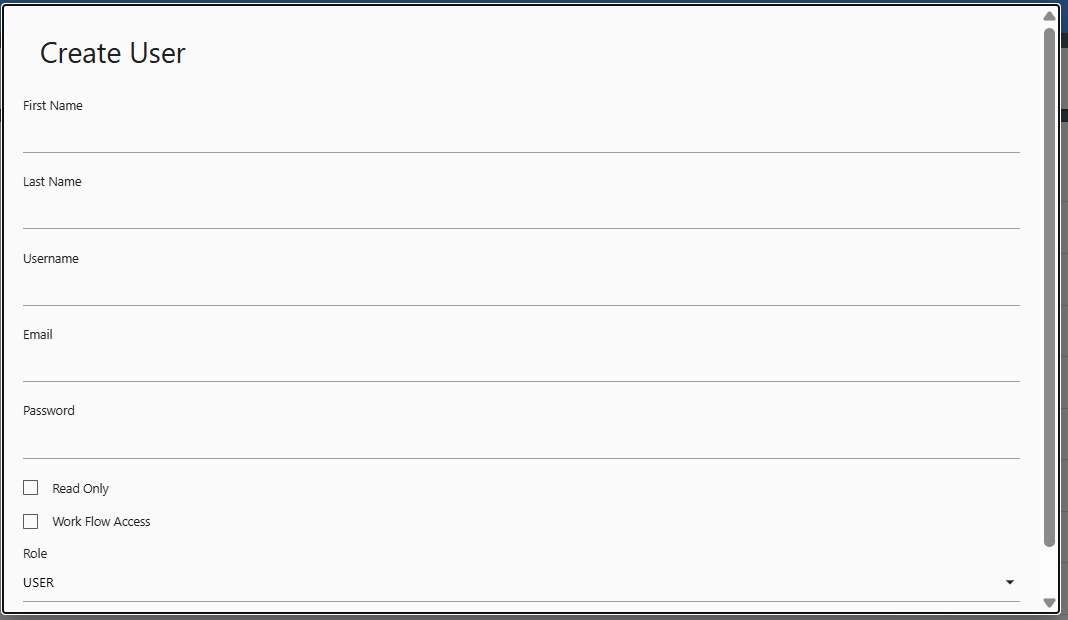 Create User
First Name
Last Name
Username
Email
Password
Read Only
Work Flow Access
Role
USER